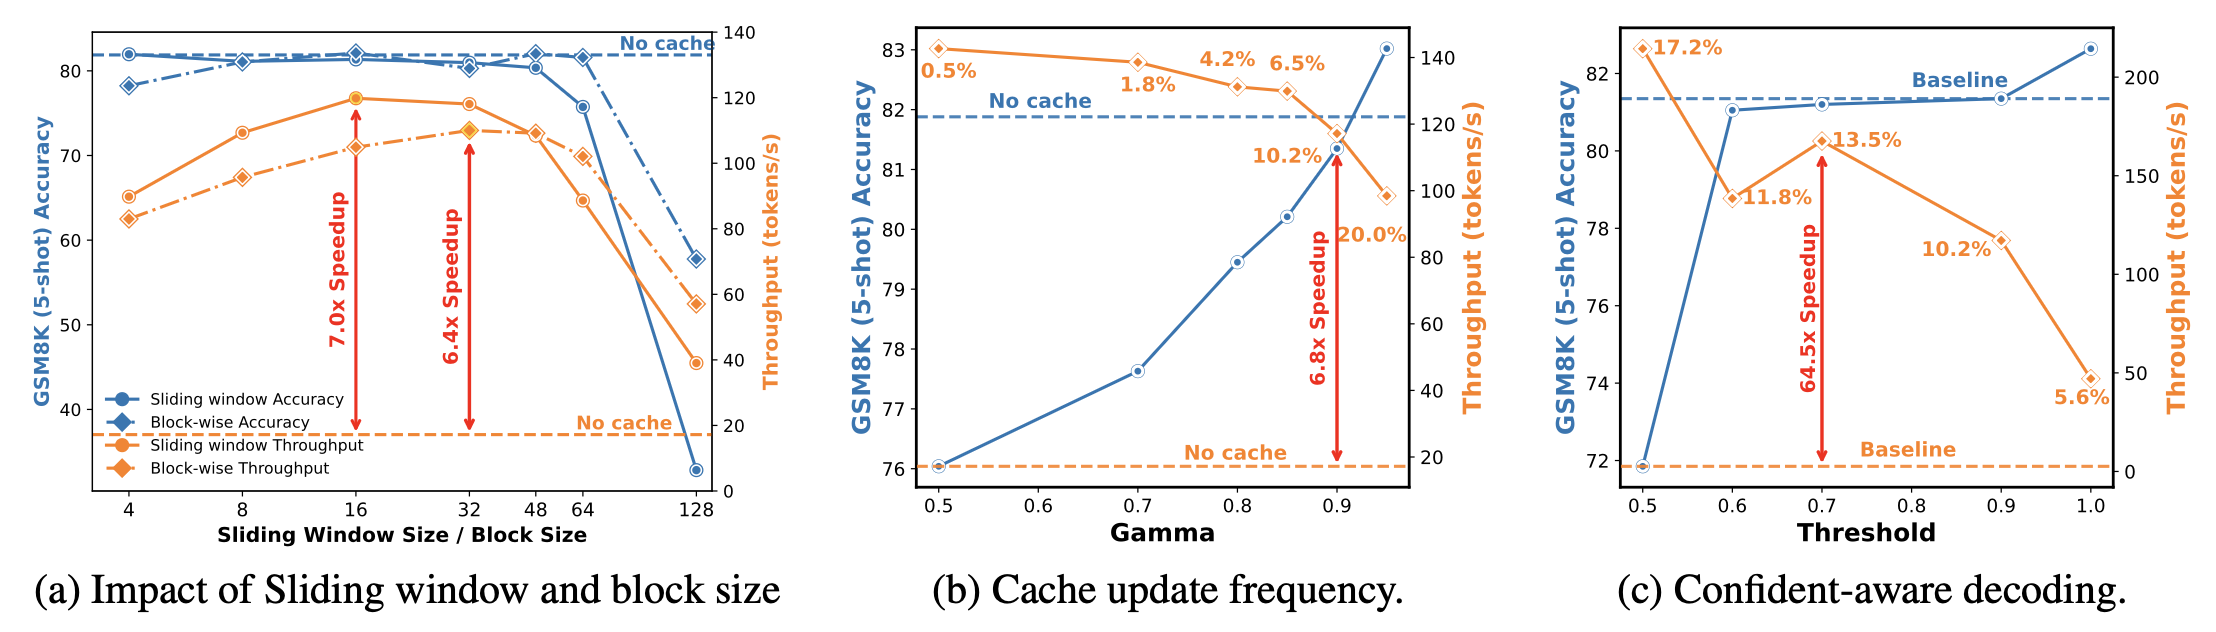 GSM8K (5-shot) Accuracy
80
70
60
50
40
No cache
7.0x Speedup
6.4x Speedup
No cache
Sliding window Accuracy
Block-wise Accuracy
Sliding window Throughput
Block-wise Throughput
140
120
100
80
60
40
20
0
Throughput (tokens/s)
4 8 16 32 48 64 128
Sliding Window Size / Block Size
(a) Impact of Sliding window and block size
GSM8K (5-shot) Accuracy
83
82
81
80
79
78
77
76
0.5%
1.8%
4.2%
6.5%
No cache
10.2%
20.0%
6.8x Speedup
No cache
140
120
100
80
60
40
20
Throughput (tokens/s)
0.5 0.6 0.7 0.8 0.9
Gamma
(b) Cache update frequency.
GSM8K (5-shot) Accuracy
82
80
78
76
74
72
17.2%
Baseline
13.5%
11.8%
10.2%
64.5x Speedup
5.6%
Baseline
200
150
100
50
0
Throughput (tokens/s)
0.5 0.6 0.7 0.8 0.9 1.0
Threshold
(c) Confident-aware decoding.